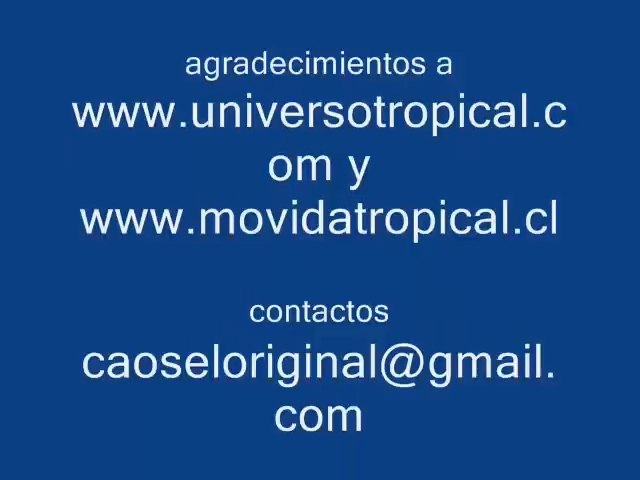 agradecimientos a
www.universotropical.c
om y
www.movidatropical.cl
contactos
caoseloriginal@gmail.
com